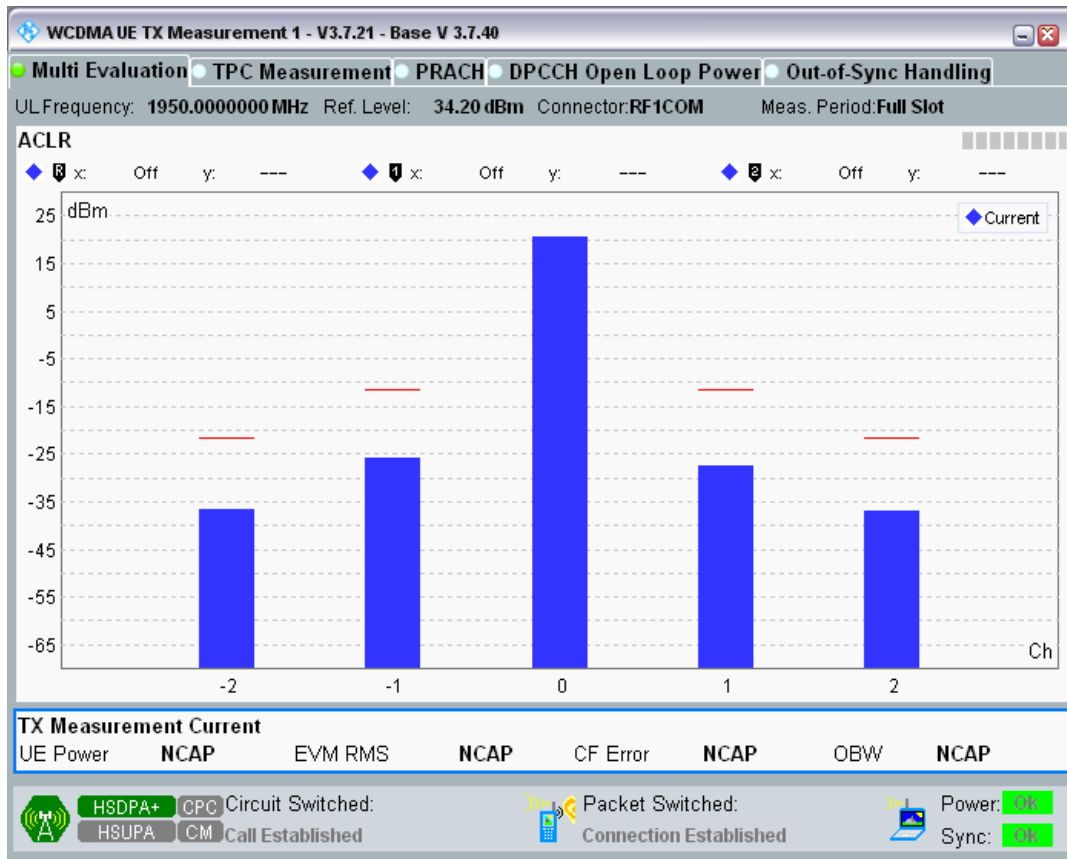 WCDMA UE TX Measurement 1 - V3.7.21 - Base V 3.7.40
Multi Evaluation TPC Measurement PRACH DPCCH Open Loop Power Out-of-Sync Handling
UL Frequency: 1950.0000000 MHz Ref. Level: 34.20 dBm Connector:RF1COM Meas. Period:Full Slot
ACLR
R x: Off y: --- 1 x: Off y: --- 2 x: Off y: ---
dBm
Current
25
15
5
-5
-15
-25
-35
-45
-55
-65
Ch
-2 -1 0 1 2
TX Measurement Current
UE Power NCAP EVM RMS NCAP CF Error NCAP OBW NCAP
HSDPA+ CPC Circuit Switched: Packet Switched: Power: Ok
HSUPA CM Call Established Connection Established Sync: Ok